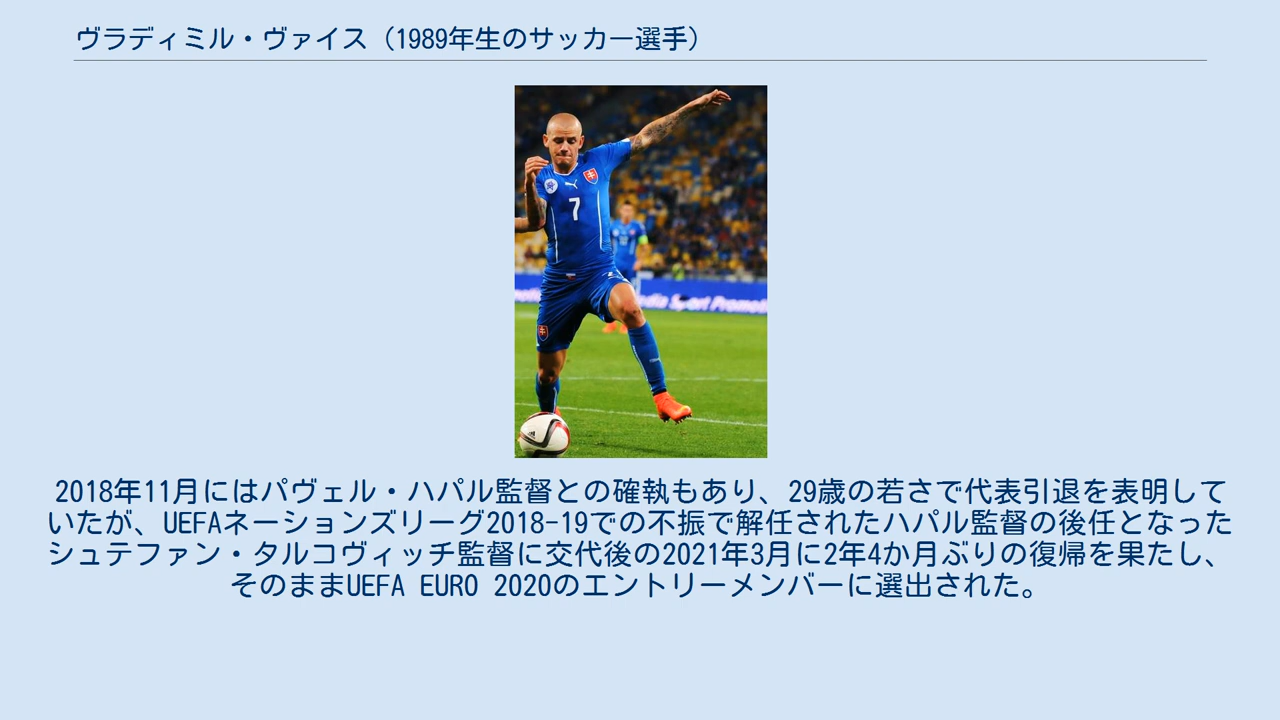 ヴラディミル・ヴァイス（1989年生のサッカー選手）
7
edia Sport Promoti
2018年11月にはパヴェル・ハパル監督との確執もあり、29歳の若さで代表引退を表明して
いたが、UEFAネーションズリーグ2018-19での不振で解任されたハパル監督の後任となった
シュテファン・タルコヴィッチ監督に交代後の2021年3月に2年4か月ぶりの復帰を果たし、
そのままUEFA EURO 2020のエントリーメンバーに選出された。